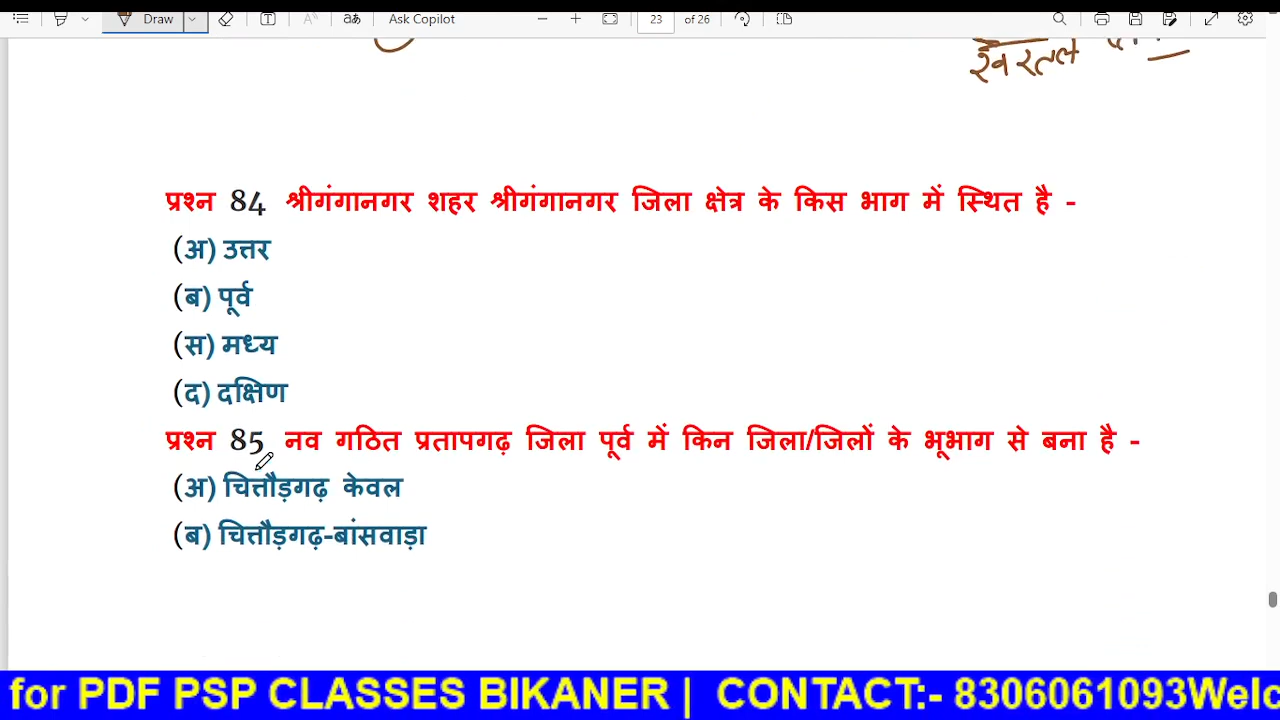 Draw
Ask Copilot
23 of 26
रेव रतले
प्रश्न 84 श्रीगंगानगर शहर श्रीगंगानगर जिला क्षेत्र के किस भाग में स्थित है -
(अ) उत्तर
(ब) पूर्व
(स) मध्य
(द) दक्षिण
प्रश्न 85 नव गठित प्रतापगढ़ जिला पूर्व में किन जिला/जिलों के भूभाग से बना है -
(अ) चित्तौड़गढ़ केवल
(ब) चित्तौड़गढ़-बांसवाड़ा
for PDF PSP CLASSES BIKANER | CONTACT:- 8306061093Welc